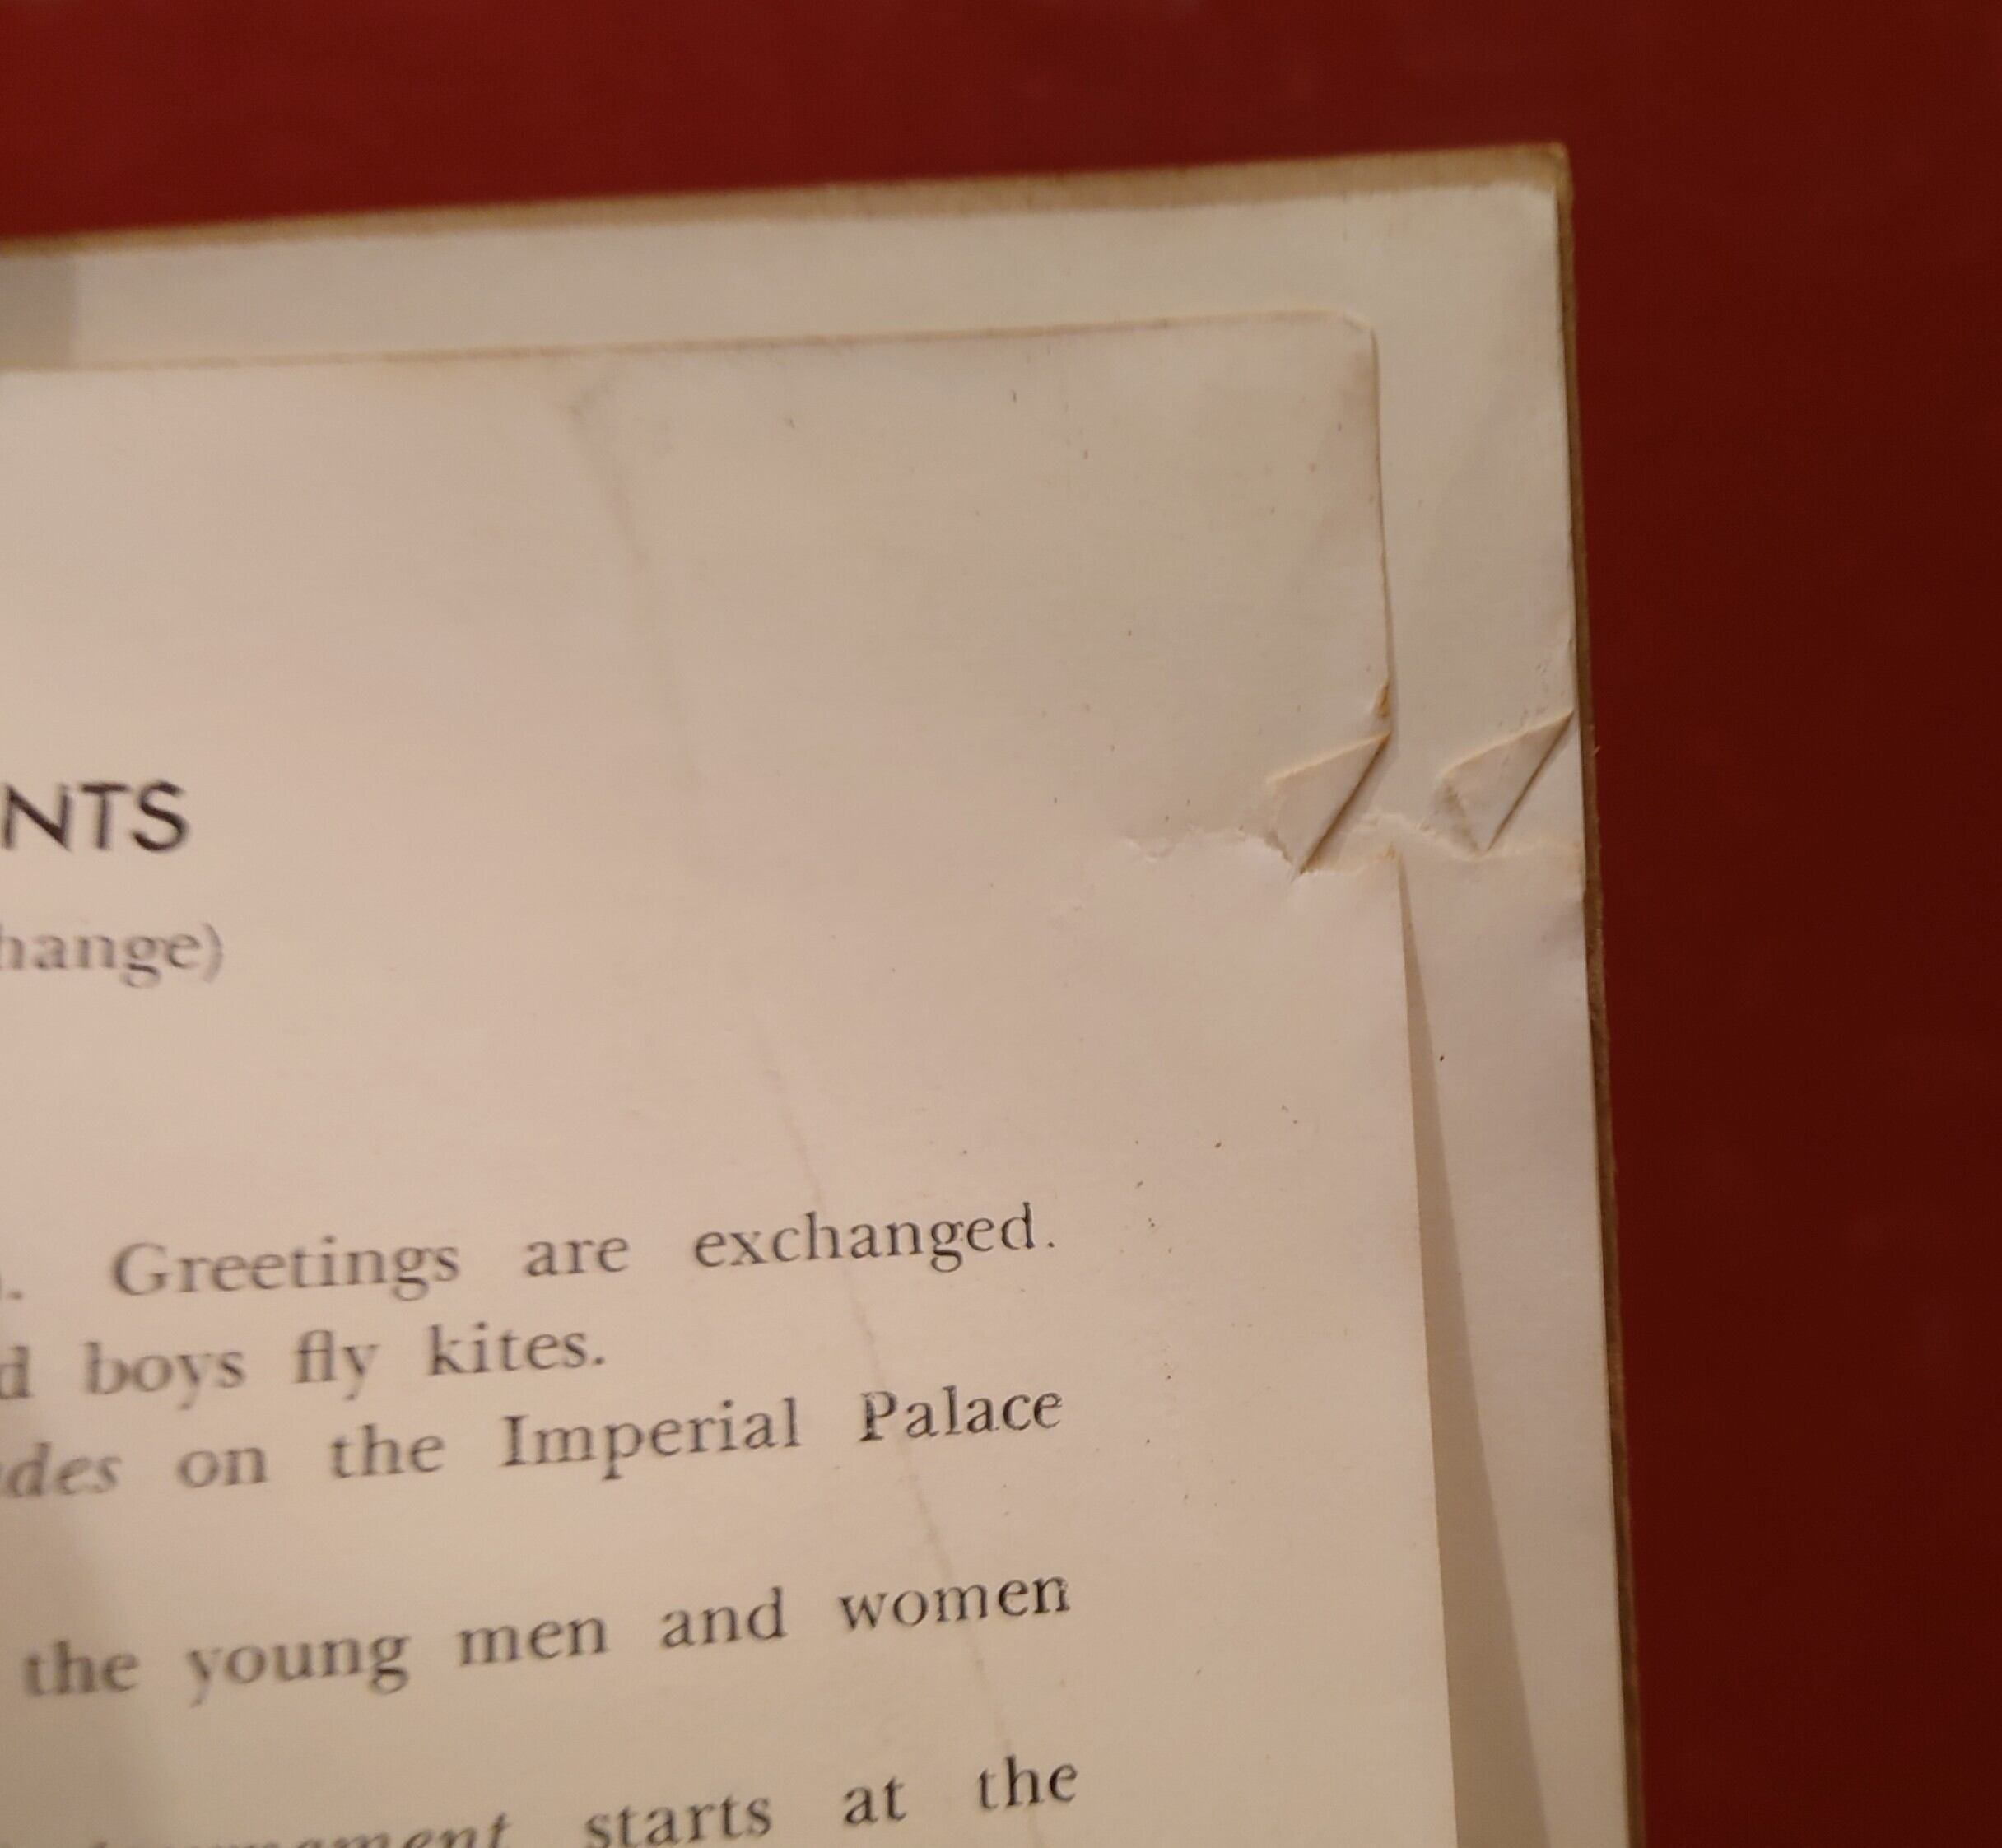 NTS
hange)
. Greetings are exchanged.
d boys fly kites.
des on the Imperial Palace
the young men and women
starts at the